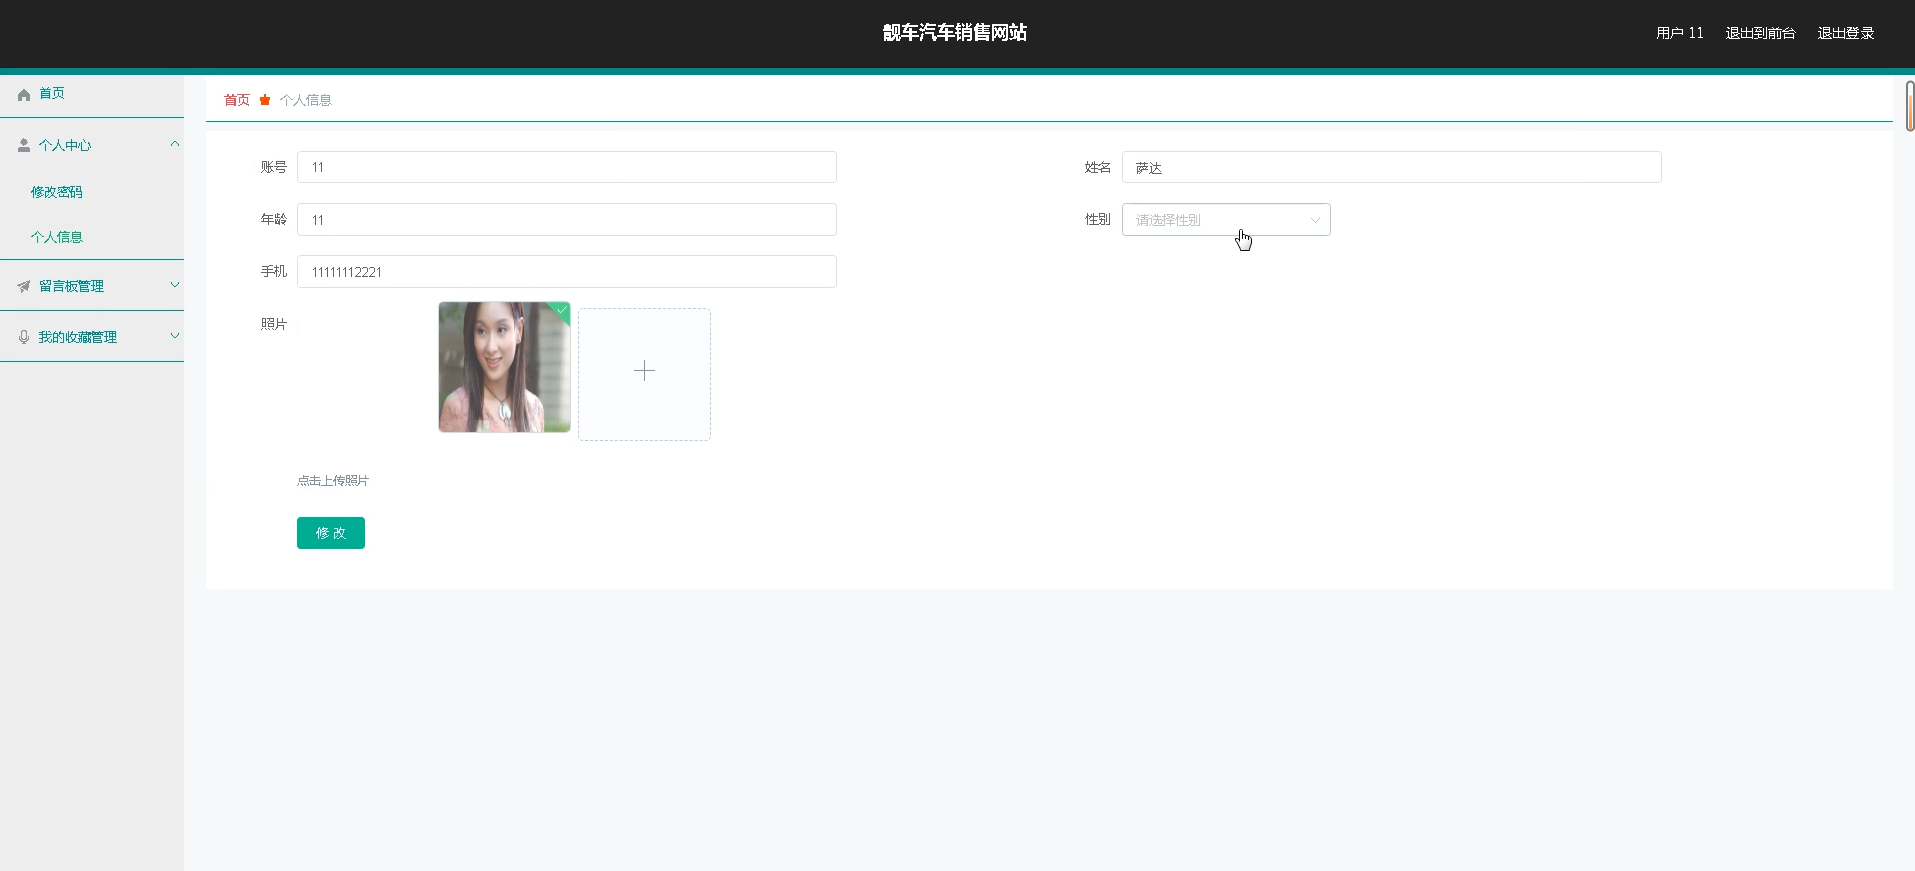 靓车汽车销售网站
用户 11 退出到前台 退出登录
首页
个人中心
修改密码
个人信息
留言板管理
我的收藏管理
首页 个人信息
账号 11
姓名 萨达
年龄 11
性别 请选择性别
手机 11111112221
照片
点击上传照片
修 改